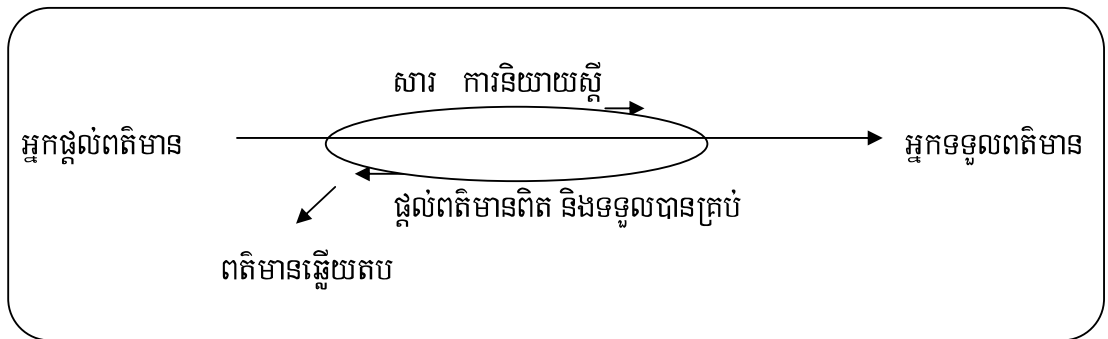 សារ ការនិយាយស្តី
អ្នកផ្តល់ពត៌មាន
អ្នកទទួលពត៌មាន
ផ្តល់ពត៌មានពិត និងទទួលបានគ្រប់
ពត៌មានឆ្លើយតប